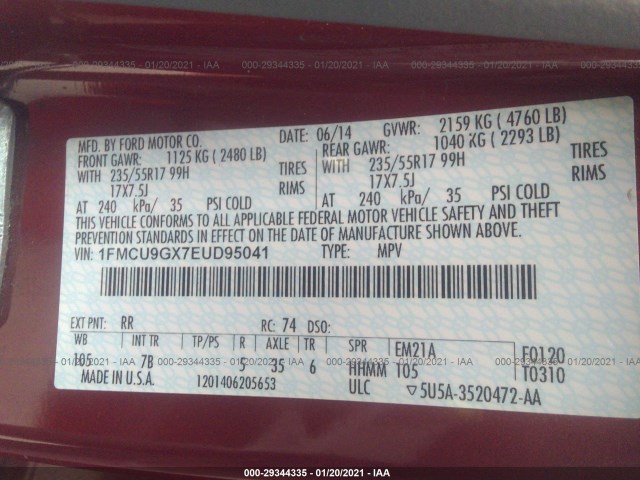 000-29344335 - 01/20/2021 - IAA
MFD. BY FORD MOTOR CO. DATE: 06/14 GVWR: 2159 KG ( 4760 LB)
FRONT GAWR: 1125 KG ( 2480 LB) REAR GAWR: 1040 KG ( 2293 LB)
WITH 235/55R17 99H TIRES WITH 235/55R17 99H TIRES
17X7.5J RIMS 17X7.5J RIMS
AT 240 kPa/ 35 PSI COLD AT 240 kPa/ 35 PSI COLD
THIS VEHICLE CONFORMS TO ALL APPLICABLE FEDERAL MOTOR VEHICLE SAFETY AND THEFT
PREVENTION STANDARDS IN EFFECT ON THE DATE OF MANUFACTURE SHOWN ABOVE.
VIN: 1FMCU9GX7EUD95041 TYPE: MPV
EXT PNT: RR RC: 74 DSO:
WB INT TR TP/PS R AXLE TR SPR EM21A F0120
105 7B 5 35 6 HHMM T05 T0310
MADE IN U.S.A. 1201406205653 ULC ▽5U5A-3520472-AA
000-29344335 - 01/20/2021 - IAA